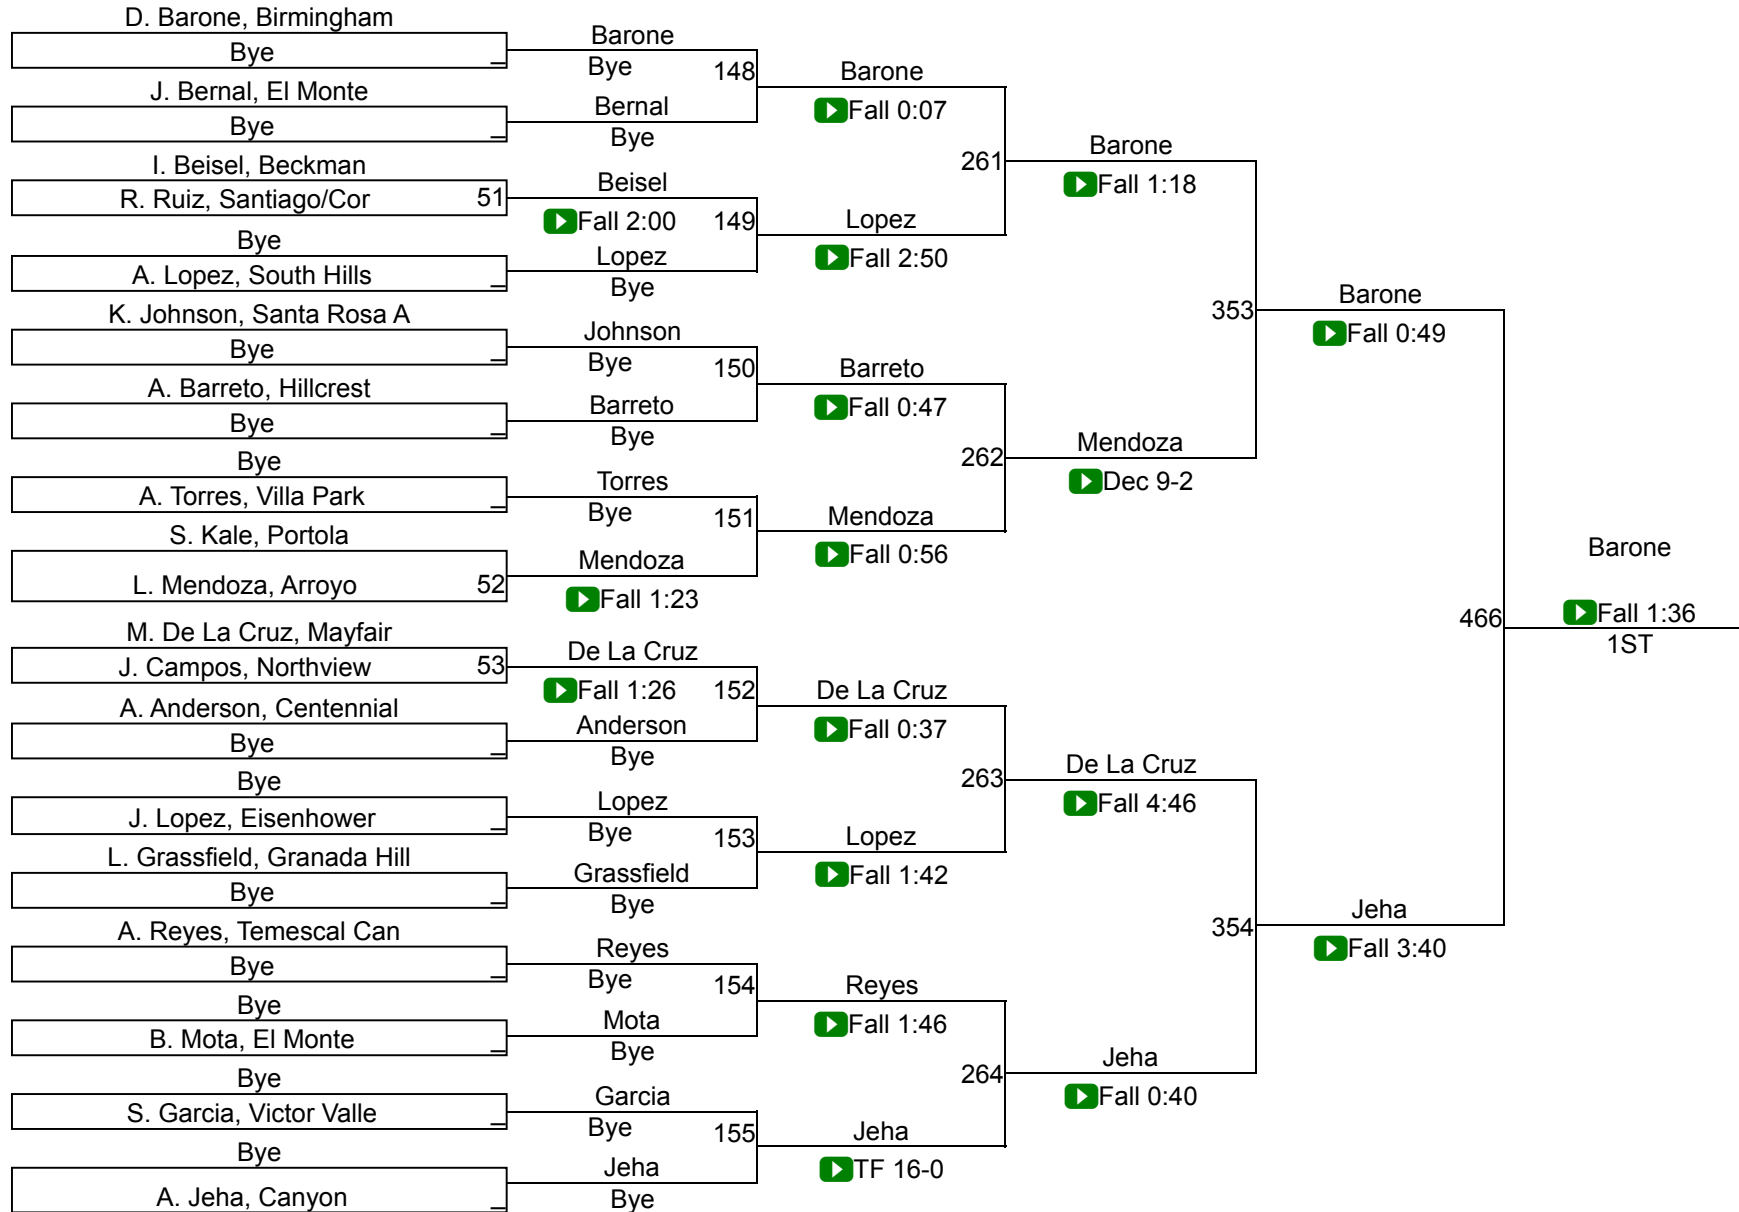 D. Barone, Birmingham
Bye _
J. Bernal, El Monte
Bye _
I. Beisel, Beckman
R. Ruiz, Santiago/Cor 51
Bye
A. Lopez, South Hills _
K. Johnson, Santa Rosa A
Bye _
A. Barreto, Hillcrest
Bye _
Bye
A. Torres, Villa Park _
S. Kale, Portola
L. Mendoza, Arroyo 52
M. De La Cruz, Mayfair
J. Campos, Northview 53
A. Anderson, Centennial
Bye _
Bye
J. Lopez, Eisenhower _
L. Grassfield, Granada Hill
Bye _
A. Reyes, Temescal Can
Bye _
Bye
B. Mota, El Monte _
Bye
S. Garcia, Victor Valle _
Bye
A. Jeha, Canyon _
Barone
Bye 148
Bernal
Bye
Beisel
Fall 2:00 149
Lopez
Bye
Johnson
Bye 150
Barreto
Bye
Torres
Bye 151
Mendoza
Fall 1:23
De La Cruz
Fall 1:26 152
Anderson
Bye
Lopez
Bye 153
Grassfield
Bye
Reyes
Bye 154
Mota
Bye
Garcia
Bye 155
Jeha
Bye
Barone
Fall 0:07
261
Lopez
Fall 2:50
Barreto
Fall 0:47
262
Mendoza
Fall 0:56
De La Cruz
Fall 0:37
263
Lopez
Fall 1:42
Reyes
Fall 1:46
264
Jeha
TF 16-0
Barone
Fall 1:18
353
Mendoza
Dec 9-2
De La Cruz
Fall 4:46
354
Jeha
Fall 0:40
Barone
Fall 0:49
466
Jeha
Fall 3:40
Barone
Fall 1:36
1ST